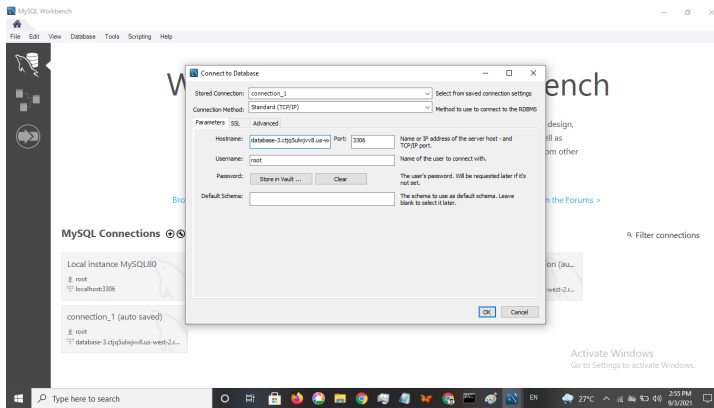 MySQL Workbench
File Edit View Database Tools Scripting Help
W
ench
design,
ell as
om other
Bro
n the Forums >
Connect to Database
Stored Connection: connection_1 Select from saved connection settings
Connection Method: Standard (TCP/IP) Method to use to connect to the RDBMS
Parameters SSL Advanced
Hostname: database-3.ctjq5ulwjvv8.us-w Port: 3306 Name or IP address of the server host - and
TCP/IP port.
Username: root Name of the user to connect with.
Password: Store in Vault ... Clear The user's password. Will be requested later if it's
not set.
Default Schema: The schema to use as default schema. Leave
blank to select it later.
OK Cancel
MySQL Connections
Filter connections
Local instance MySQL80
root
localhost:3306
ion (au...
-west-2.r...
connection_1 (auto saved)
root
database-3.ctjq5ulwjvv8.us-west-2.r...
Activate Windows
Go to Settings to activate Windows.
Type here to search
EN
27°C
2:55 PM
9/3/2021